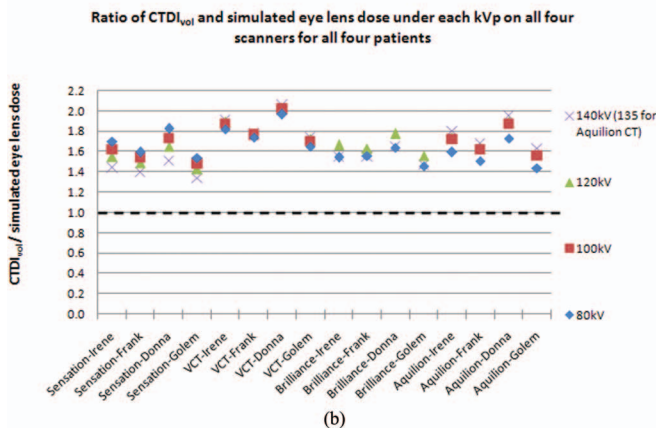 Ratio of CTDIvol and simulated eye lens dose under each kVp on all four
scanners for all four patients
CTDIvol/ simulated eye lens dose
2.2
2.0
1.8
1.6
1.4
1.2
1.0
0.8
0.6
0.4
0.2
0.0
Sensation-Irene
Sensation-Frank
Sensation-Donna
Sensation-Golem
VCT-Irene
VCT-Frank
VCT-Donna
VCT-Golem
Brilliance-Irene
Brilliance-Frank
Brilliance-Donna
Brilliance-Golem
Aquilion-Irene
Aquilion-Frank
Aquilion-Donna
Aquilion-Golem
140kV (135 for
Aquilion CT)
120kV
100kV
80kV
(b)